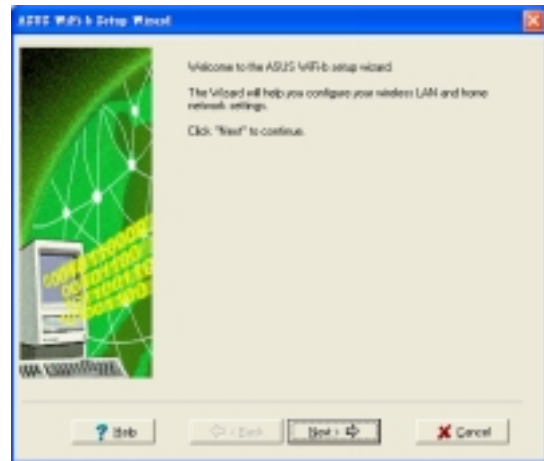 ASUS WiFi-b Setup Wizard
Welcome to the ASUS WiFi-b setup wizard.
The Wizard will help you configure your wireless LAN and home
network settings.
Click "Next" to continue.
Help
< Back
Next >
Cancel